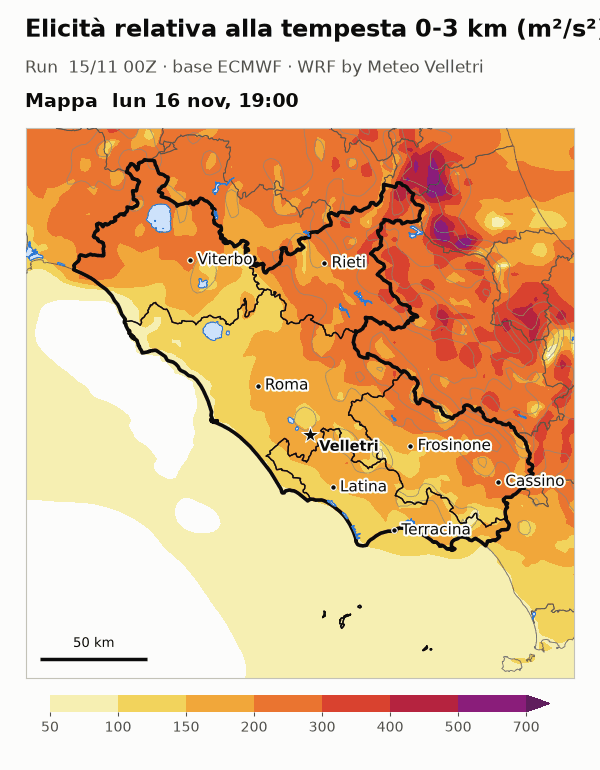 Elicità relativa alla tempesta 0-3 km (m²/s²)
Run  15/11 00Z · base ECMWF · WRF by Meteo Velletri
Mappa  lun 16 nov, 19:00
Viterbo
Rieti
Roma
Velletri
Frosinone
Cassino
Latina
Terracina
50 km
50 100 150 200 300 400 500 700